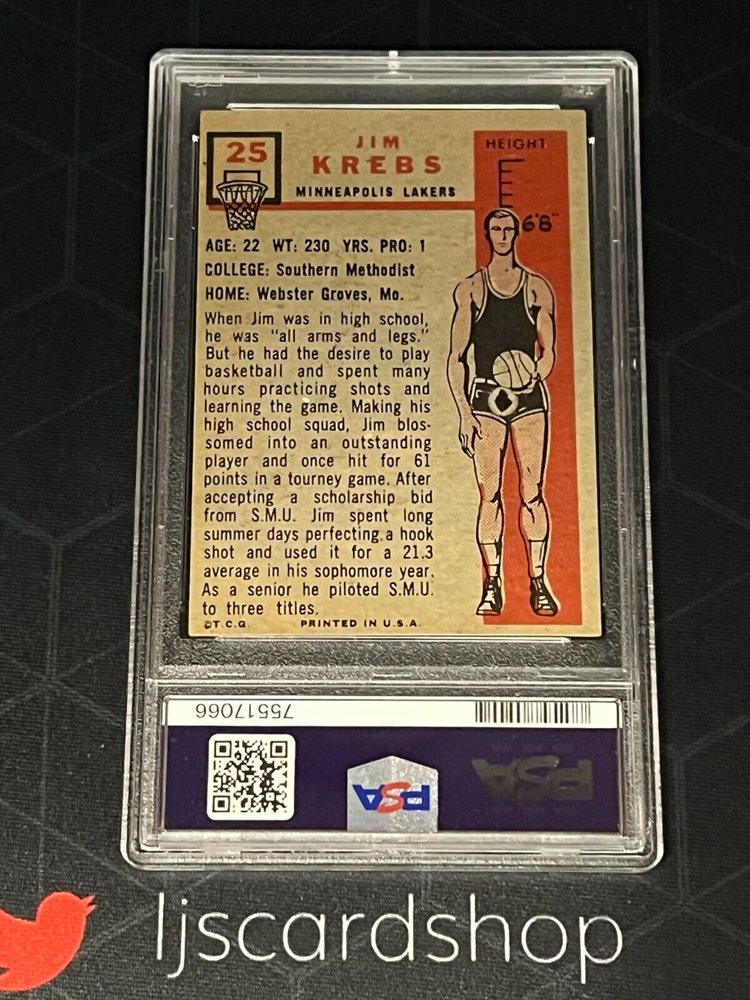 25
JIM
KREBS
MINNEAPOLIS LAKERS
HEIGHT
6'8"
AGE: 22 WT: 230 YRS. PRO: 1
COLLEGE: Southern Methodist
HOME: Webster Groves, Mo.
When Jim was in high school,
he was "all arms and legs."
But he had the desire to play
basketball and spent many
hours practicing shots and
learning the game. Making his
high school squad, Jim blos-
somed into an outstanding
player and once hit for 61
points in a tourney game. After
accepting a scholarship bid
from S.M.U. Jim spent long
summer days perfecting a hook
shot and used it for a 21.3
average in his sophomore year.
As a senior he piloted S.M.U.
to three titles.
©T.C.G. PRINTED IN U.S.A.
75517066
PSA
PSA
ljscardshop